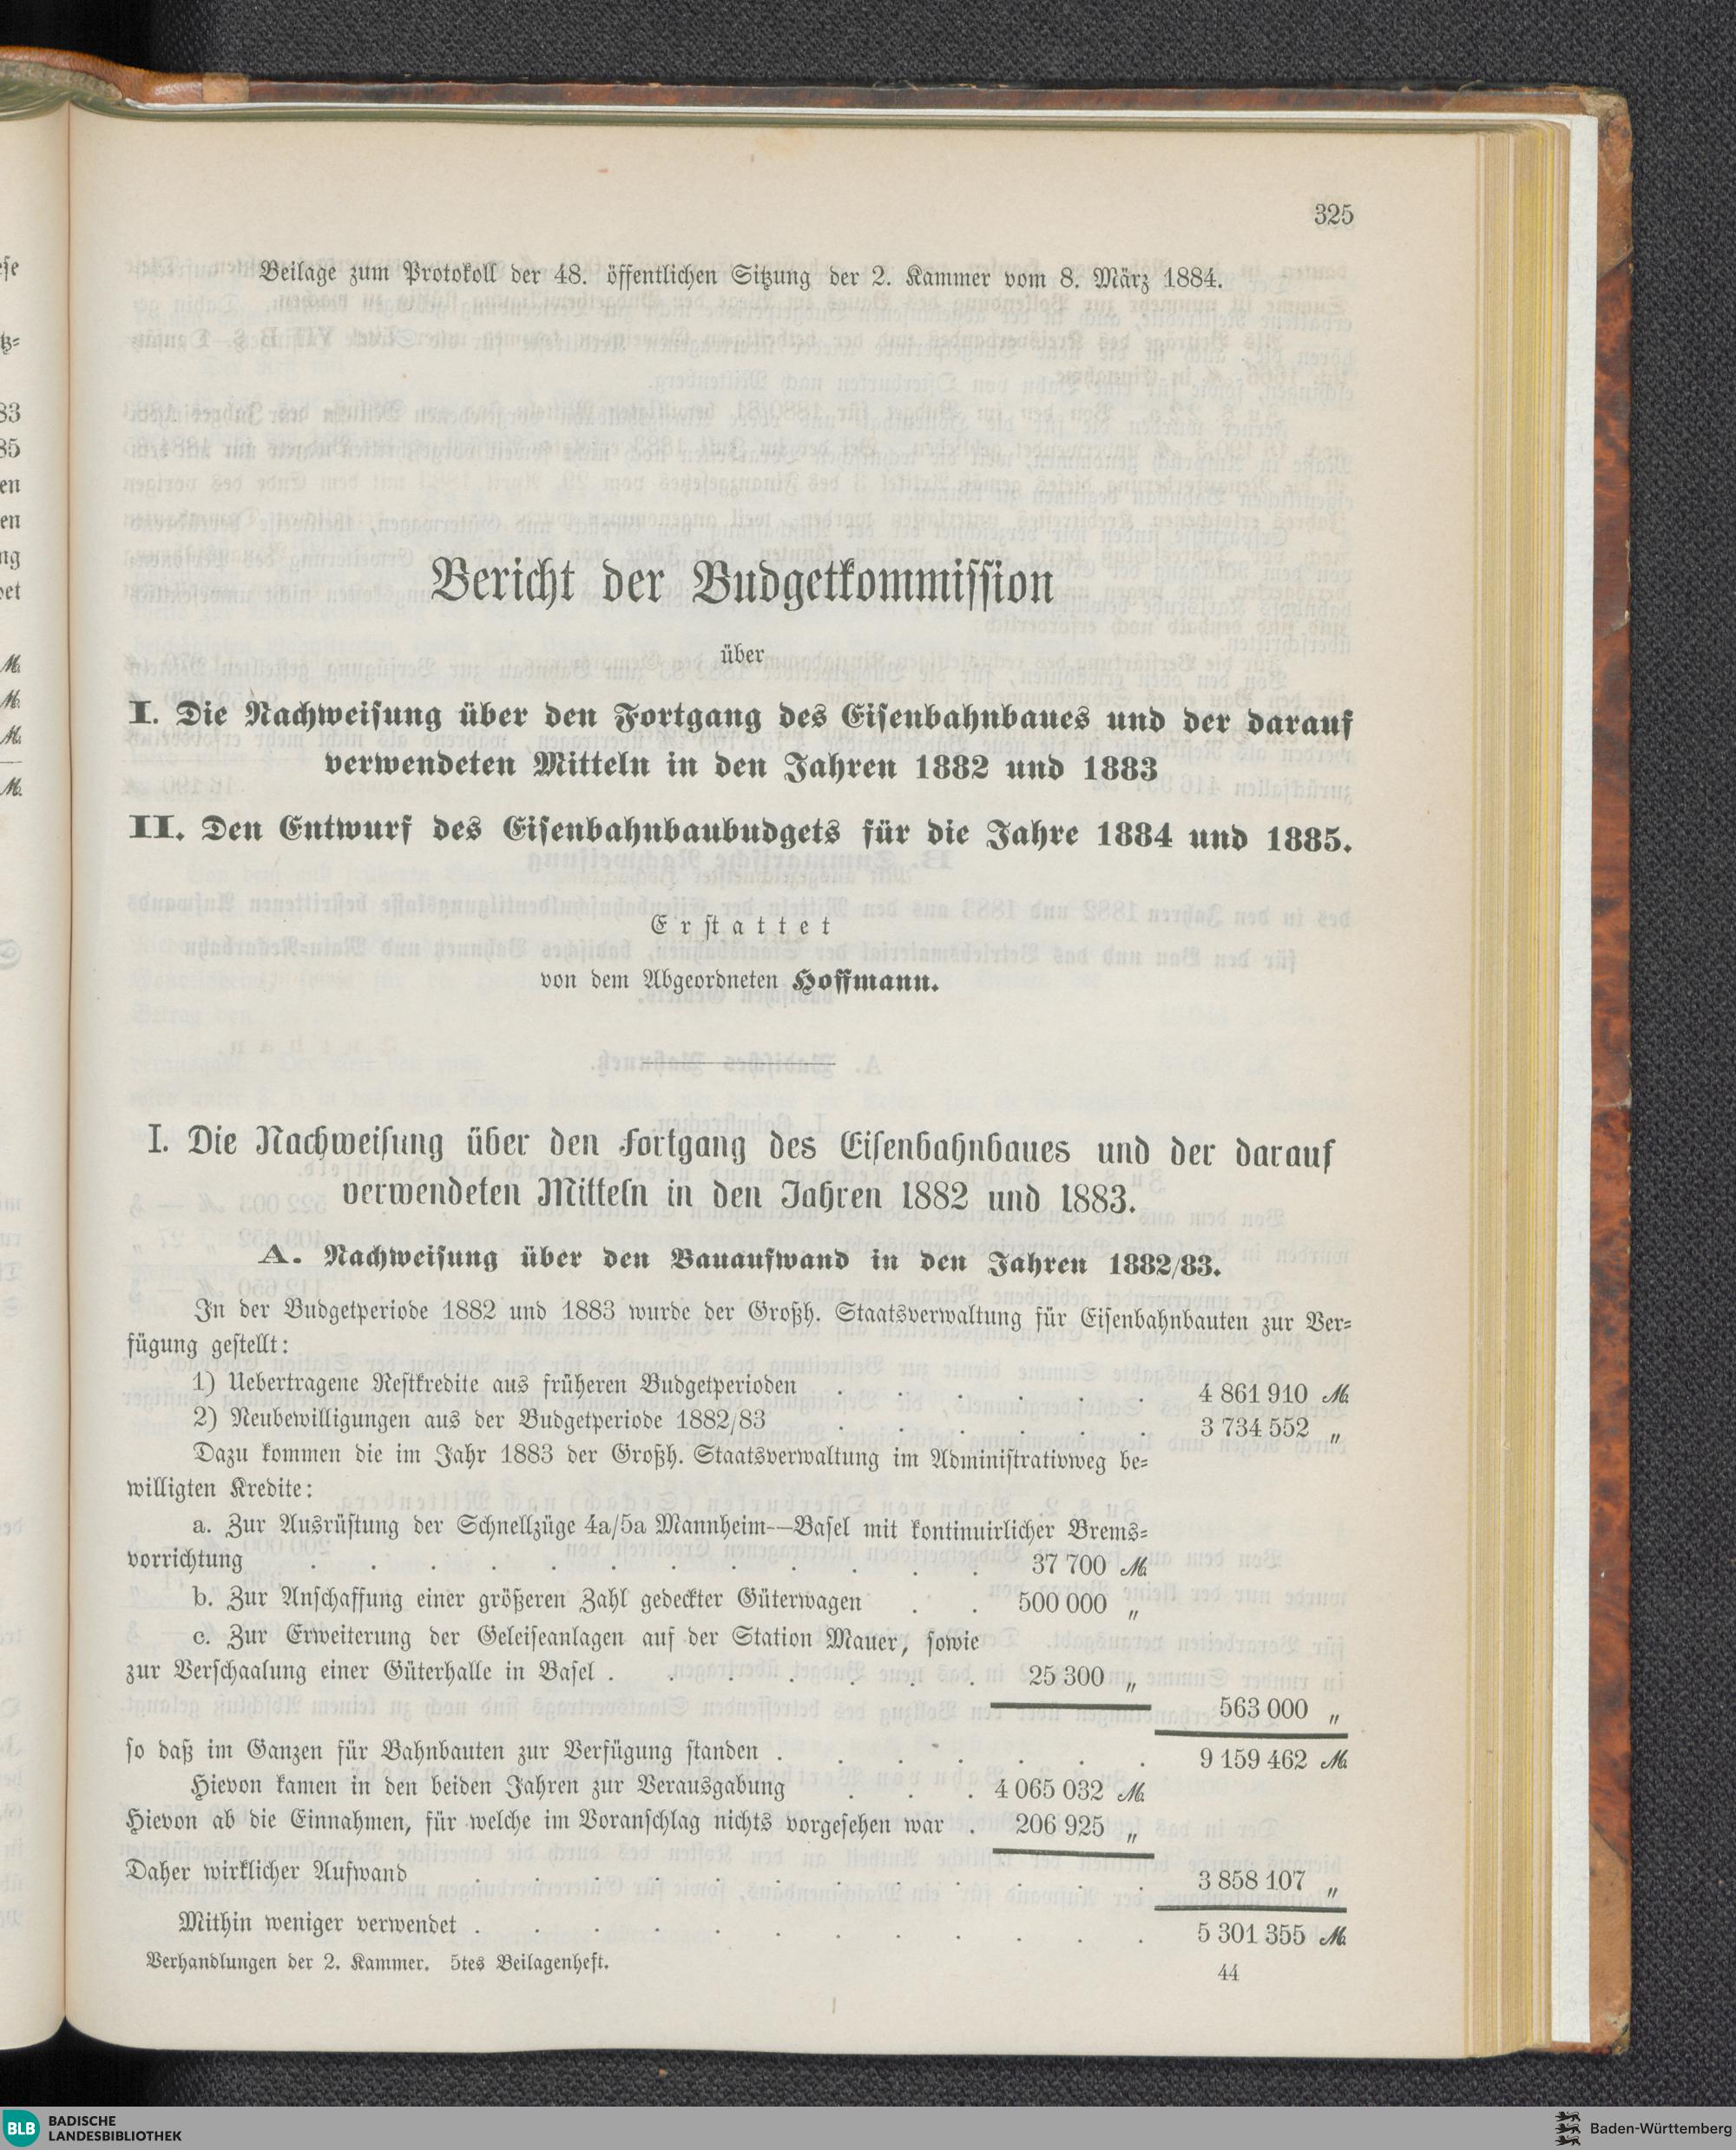 325
Beilage zum Protokoll der 48. öffentlichen Sitzung der 2. Kammer vom 8. März 1884.
Bericht der Budgetkommission
über
I. Die Nachweisung über den Fortgang des Eisenbahnbaues und der darauf
verwendeten Mitteln in den Jahren 1882 und 1883
II. Den Entwurf des Eisenbahnbaubudgets für die Jahre 1884 und 1885.
Erstattet
von dem Abgeordneten Hoffmann.
I. Die Nachweisung über den Fortgang des Eisenbahnbaues und der darauf
verwendeten Mitteln in den Jahren 1882 und 1883.
A. Nachweisung über den Bauaufwand in den Jahren 1882/83.
In der Budgetperiode 1882 und 1883 wurde der Großh. Staatsverwaltung für Eisenbahnbauten zur Ver-
fügung gestellt:
1) Uebertragene Restkredite aus früheren Budgetperioden . . . . . . 4 861 910 M.
2) Neubewilligungen aus der Budgetperiode 1882/83 . . . . . . 3 734 552 „
Dazu kommen die im Jahr 1883 der Großh. Staatsverwaltung im Administrativweg be-
willigten Kredite:
a. Zur Ausrüstung der Schnellzüge 4a/5a Mannheim--Basel mit kontinuirlicher Brems-
vorrichtung . . . . . . . . . . . . 37 700 M.
b. Zur Anschaffung einer größeren Zahl gedeckter Güterwagen . . 500 000 „
c. Zur Erweiterung der Geleiseanlagen auf der Station Mauer, sowie
zur Verschaalung einer Güterhalle in Basel . . . . . . . 25 300 „
563 000 „
so daß im Ganzen für Bahnbauten zur Verfügung standen . . . . . . . 9 159 462 M.
Hievon kamen in den beiden Jahren zur Verausgabung . . . 4 065 032 M.
Hievon ab die Einnahmen, für welche im Voranschlag nichts vorgesehen war . 206 925 „
Daher wirklicher Aufwand . . . . . . . . . . . . 3 858 107 „
Mithin weniger verwendet . . . . . . . . . . . . 5 301 355 M.
Verhandlungen der 2. Kammer. 5tes Beilagenheft.
44
BLB BADISCHE
LANDESBIBLIOTHEK
Baden-Württemberg